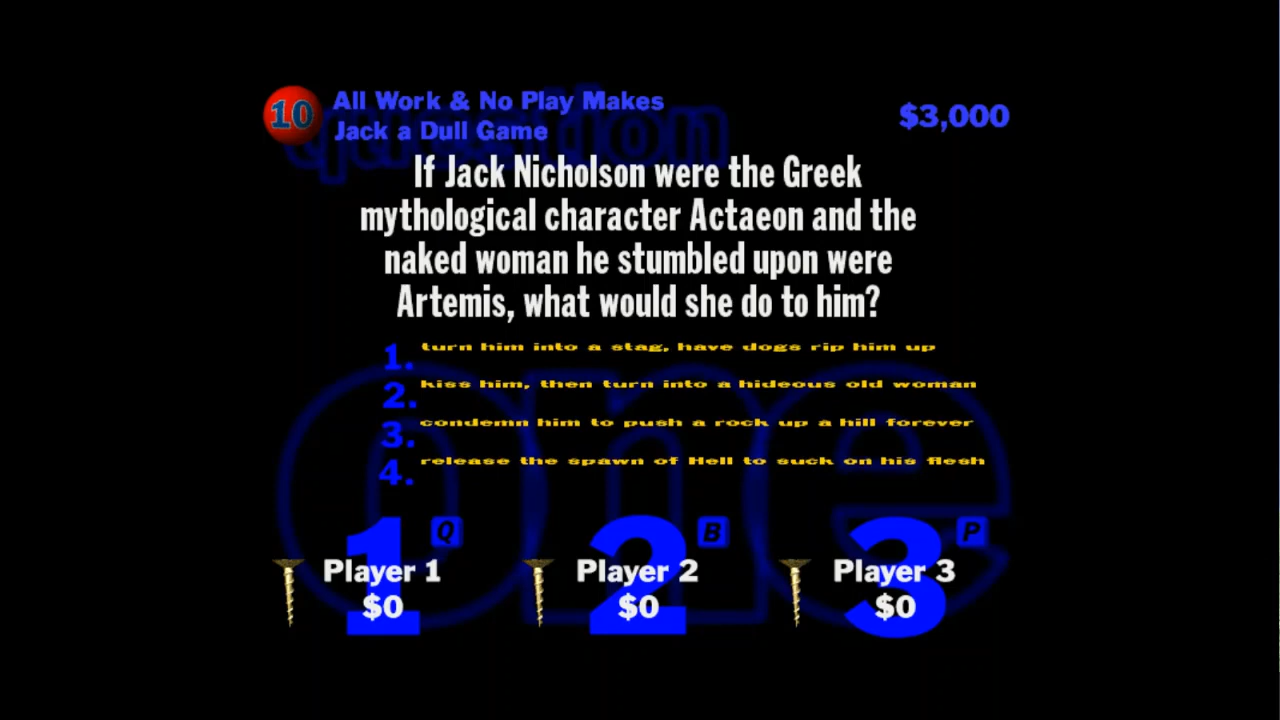 10
All Work & No Play Makes
Jack a Dull Game
$3,000
question
If Jack Nicholson were the Greek
mythological character Actaeon and the
naked woman he stumbled upon were
Artemis, what would she do to him?
1. turn him into a stag, have dogs rip him up
2. kiss him, then turn into a hideous old woman
3. condemn him to push a rock up a hill forever
4. release the spawn of Hell to suck on his flesh
one
1 Q 2 B 3 P
Player 1 Player 2 Player 3
$0 $0 $0